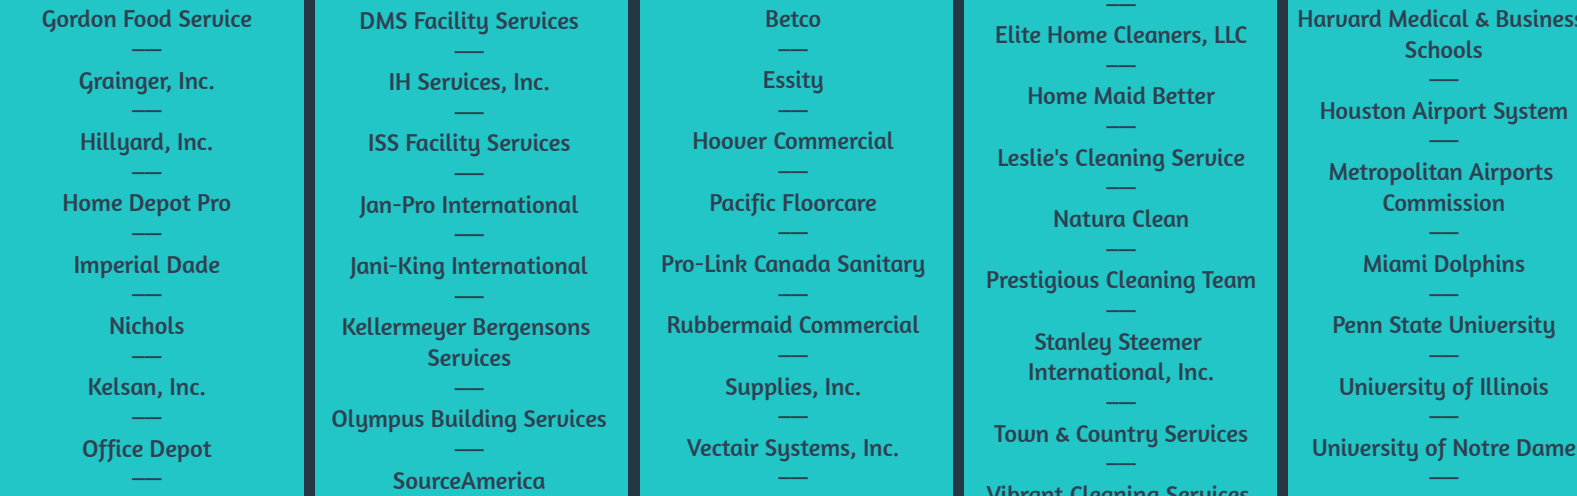 Gordon Food Service
Grainger, Inc.
Hillyard, Inc.
Home Depot Pro
Imperial Dade
Nichols
Kelsan, Inc.
Office Depot
DMS Facility Services
IH Services, Inc.
ISS Facility Services
Jan-Pro International
Jani-King International
Kellermeyer Bergensons
Services
Olympus Building Services
SourceAmerica
Betco
Essity
Hoover Commercial
Pacific Floorcare
Pro-Link Canada Sanitary
Rubbermaid Commercial
Supplies, Inc.
Vectair Systems, Inc.
Elite Home Cleaners, LLC
Home Maid Better
Leslie's Cleaning Service
Natura Clean
Prestigious Cleaning Team
Stanley Steemer
International, Inc.
Town & Country Services
Vibrant Cleaning Services
Harvard Medical & Business
Schools
Houston Airport System
Metropolitan Airports
Commission
Miami Dolphins
Penn State University
University of Illinois
University of Notre Dame